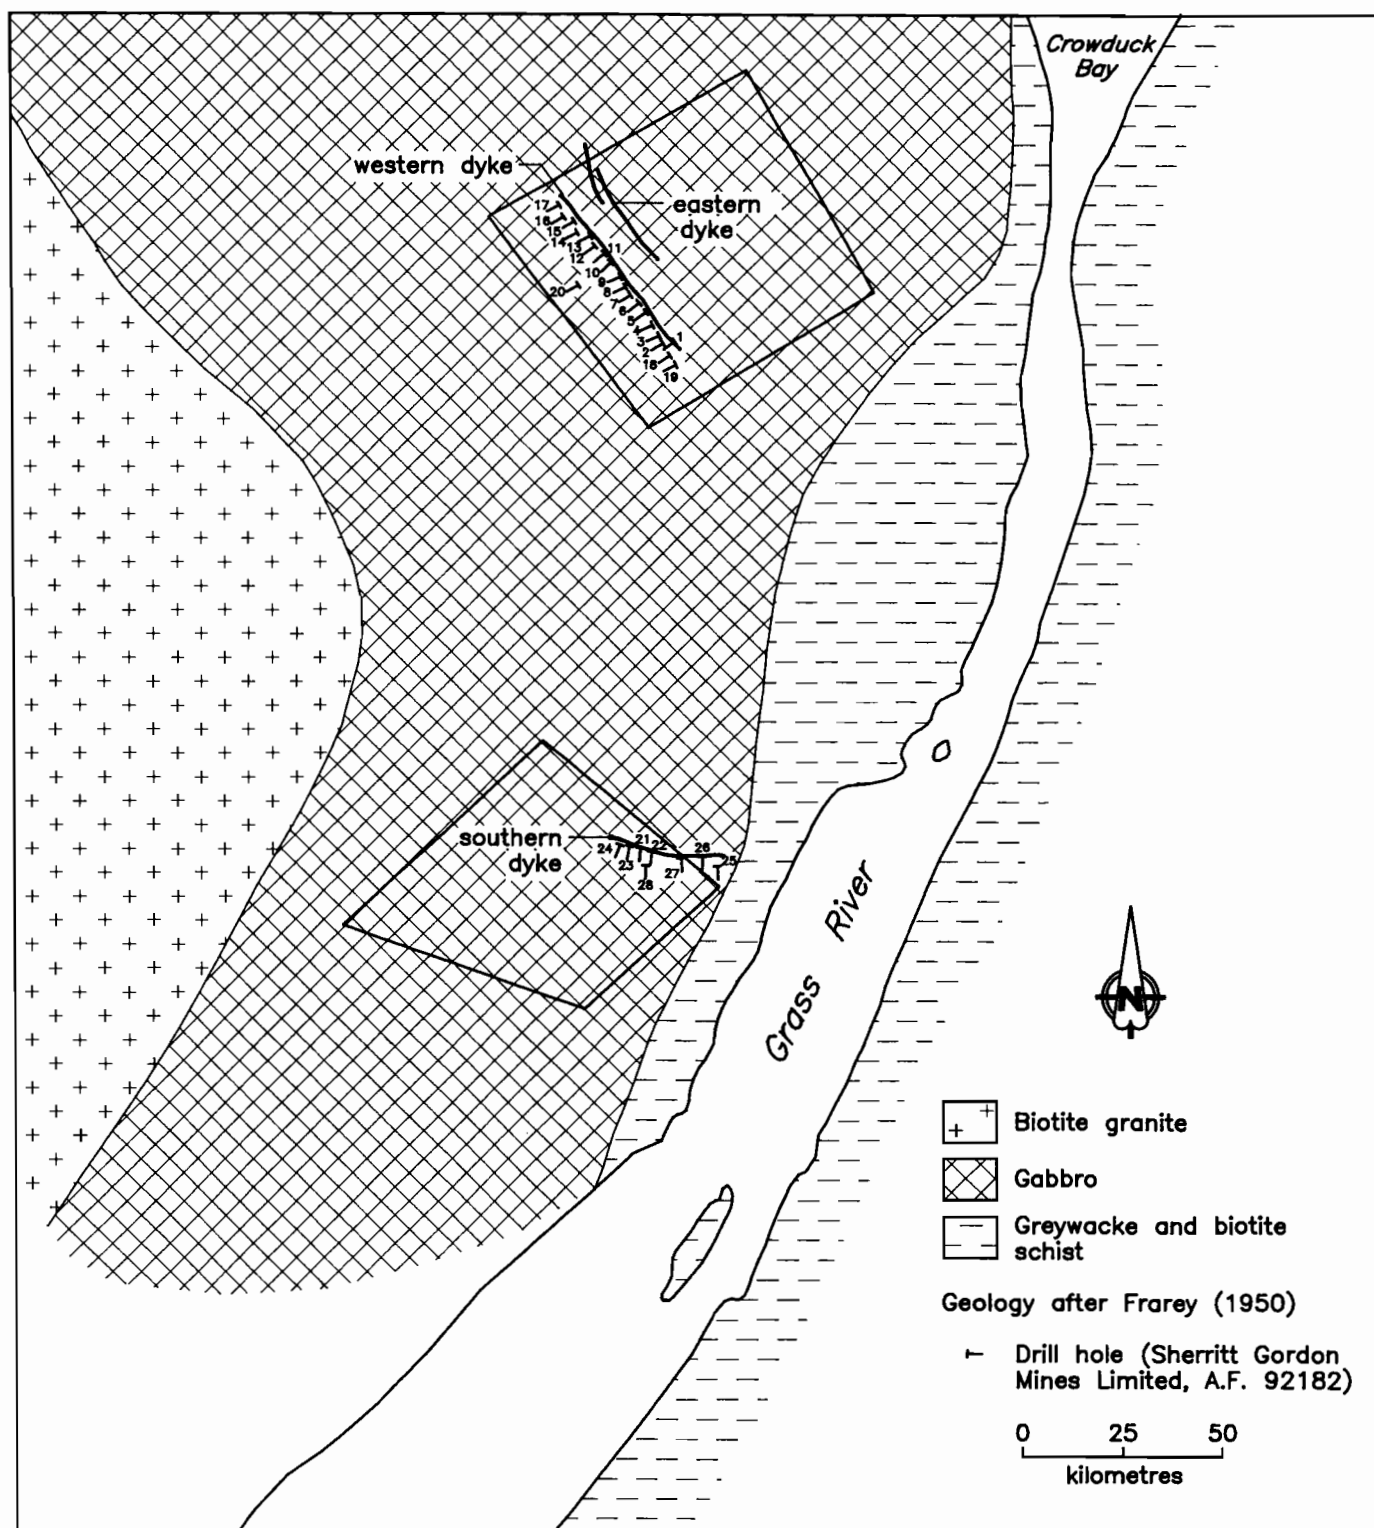 Crowduck
Bay
western dyke
eastern
dyke
17
16
15
14
13
12
11
10
9
8
7
6
5
4
3
2
1
18
19
20
southern
dyke
24
23
21
22
28
27
26
25
Grass River
N
Biotite granite
Gabbro
Greywacke and biotite
schist
Geology after Frarey (1950)
Drill hole (Sherritt Gordon
Mines Limited, A.F. 92182)
0 25 50
kilometres